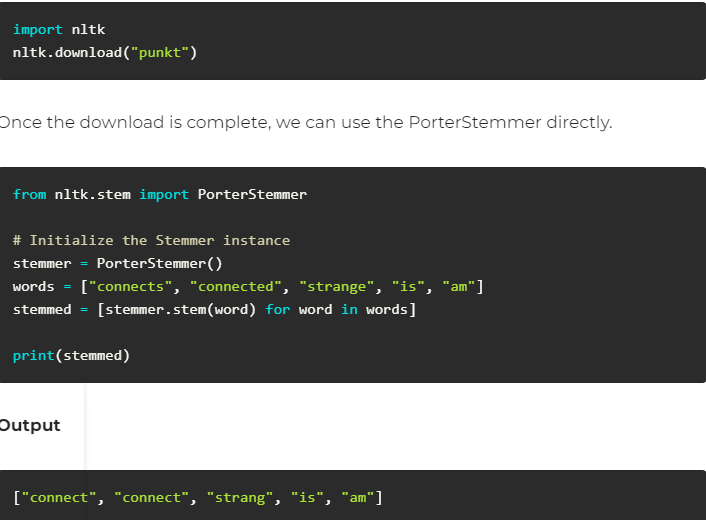 import nltk
nltk.download("punkt")
Once the download is complete, we can use the PorterStemmer directly.
from nltk.stem import PorterStemmer
# Initialize the Stemmer instance
stemmer = PorterStemmer()
words = ["connects", "connected", "strange", "is", "am"]
stemmed = [stemmer.stem(word) for word in words]
print(stemmed)
Output
["connect", "connect", "strang", "is", "am"]